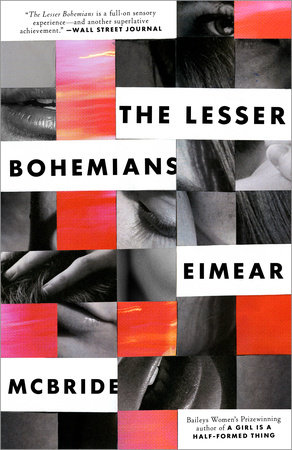 "The Lesser Bohemians is a full-on sensory
experience—and another superlative
achievement." —WALL STREET JOURNAL
THE LESSER
BOHEMIANS
EIMEAR
MCBRIDE
Baileys Women's Prizewinning
author of A GIRL IS A
HALF-FORMED THING